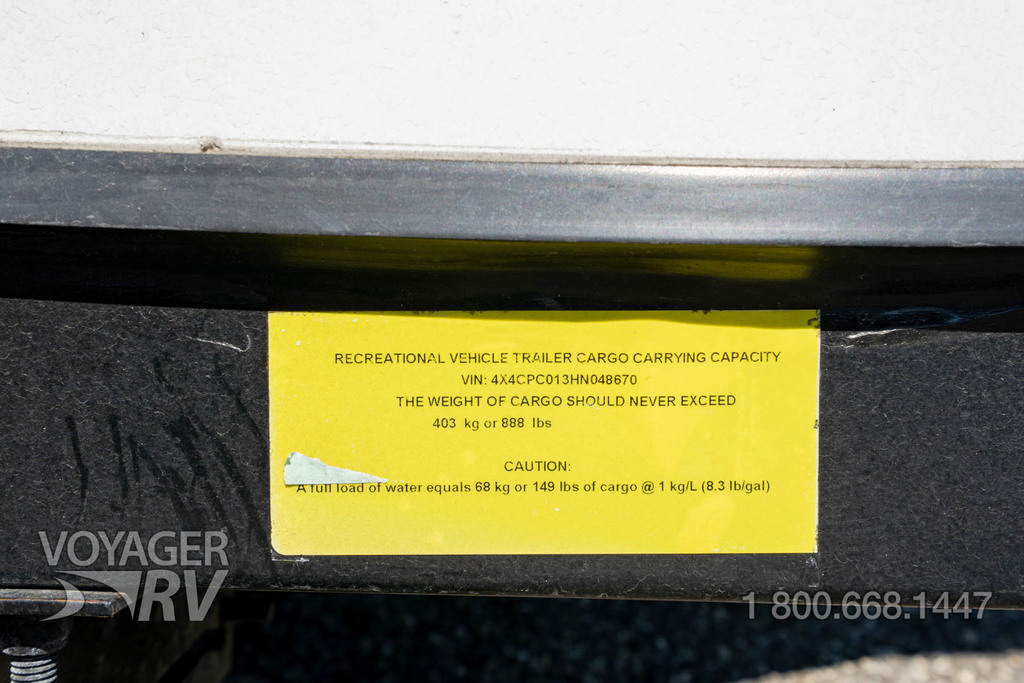 RECREATIONAL VEHICLE TRAILER CARGO CARRYING CAPACITY
VIN: 4X4CPC013HN048670
THE WEIGHT OF CARGO SHOULD NEVER EXCEED
403 kg or 888 lbs
CAUTION:
A full load of water equals 68 kg or 149 lbs of cargo @ 1 kg/L (8.3 lb/gal)
VOYAGER
RV
1 800.668.1447